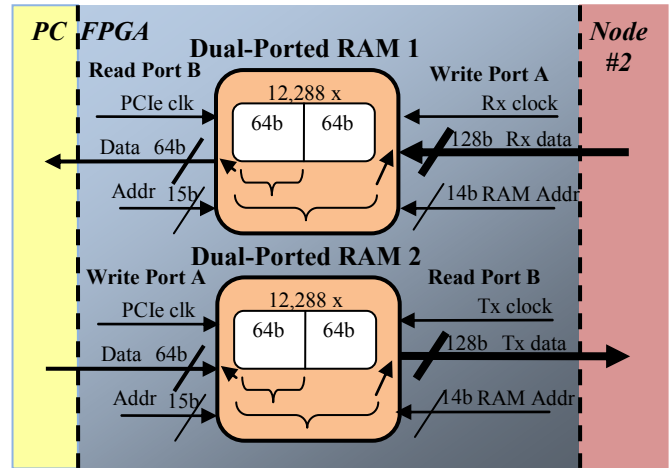 PC FPGA Node
#2
Dual-Ported RAM 1
Read Port B Write Port A
12,288 x
PCIe clk Rx clock
64b 64b
Data 64b 128b Rx data
Addr 15b 14b RAM Addr
Dual-Ported RAM 2
Write Port A Read Port B
12,288 x
PCIe clk Tx clock
64b 64b
Data 64b 128b Tx data
Addr 15b 14b RAM Addr